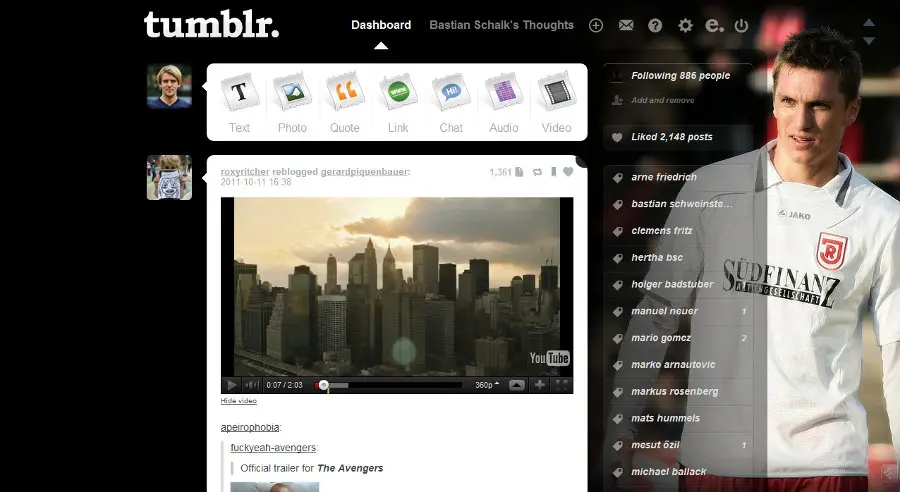 tumblr.
Dashboard
Bastian Schalk's Thoughts
Text
Photo
Quote
Link
Chat
Audio
Video
T
www
Hi!
roxyritcher reblogged gerardpiquenbauer:
1,361
2011-10-11 16:38
YouTube
0:07 / 2:03
360p
Hide video
apeirophobia:
fuckyeah-avengers:
Official trailer for The Avengers
Following 886 people
Add and remove
Liked 2,148 posts
arne friedrich
bastian schweinste…
clemens fritz
hertha bsc
holger badstuber
manuel neuer 1
mario gomez 2
marko arnautovic
markus rosenberg
mats hummels
mesut özil 1
michael ballack
JAKO
R
SÜDFINANZ
AKTIENGESELLSCHAFT